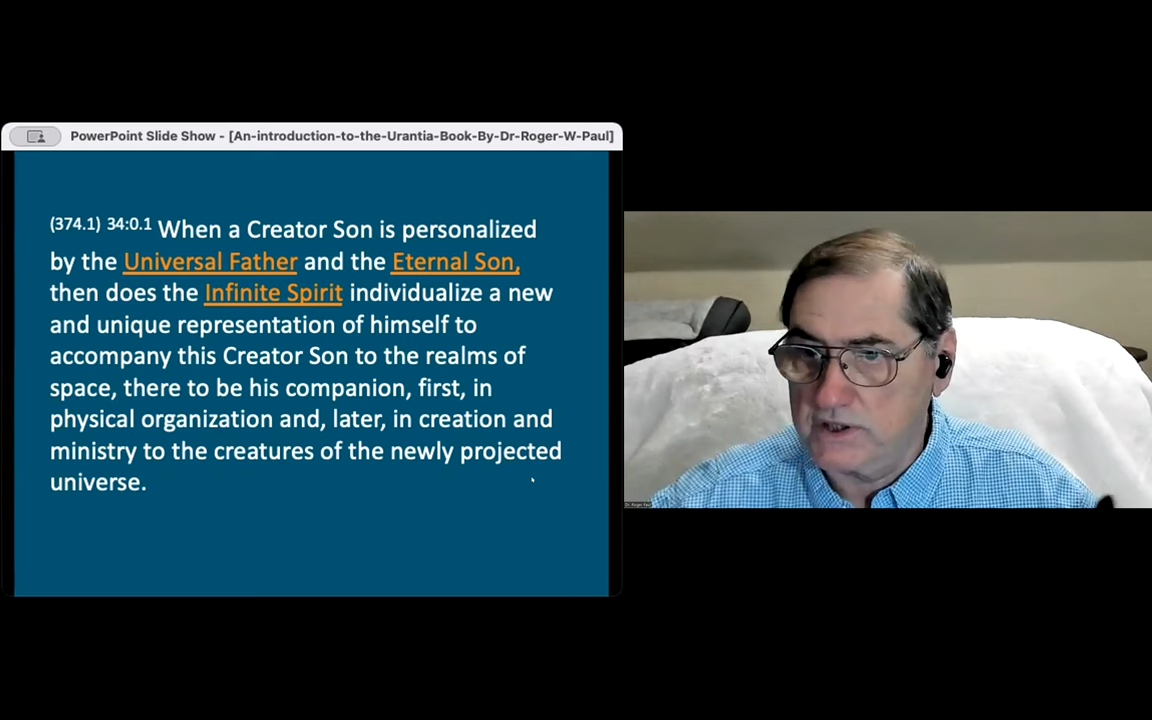 PowerPoint Slide Show - [An-introduction-to-the-Urantia-Book-By-Dr-Roger-W-Paul]
(374.1) 34:0.1 When a Creator Son is personalized
by the Universal Father and the Eternal Son,
then does the Infinite Spirit individualize a new
and unique representation of himself to
accompany this Creator Son to the realms of
space, there to be his companion, first, in
physical organization and, later, in creation and
ministry to the creatures of the newly projected
universe.
Dr. Roger Paul